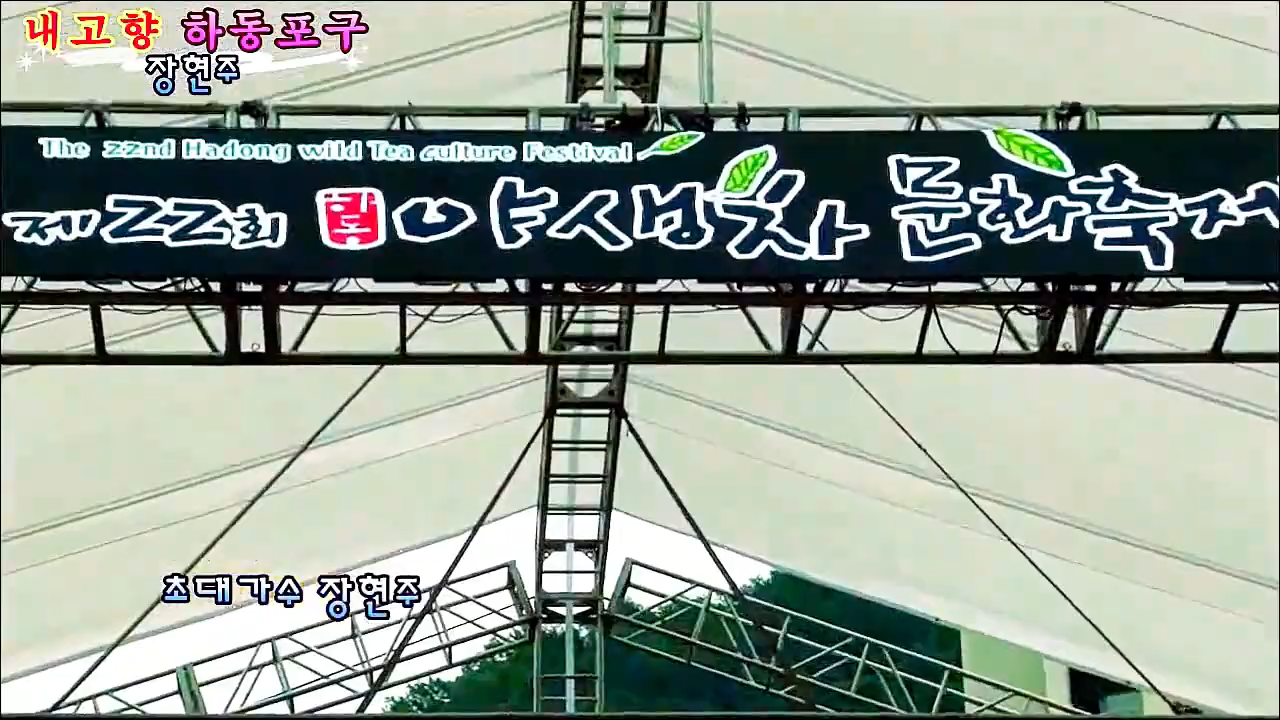 내고향 하동포구
장현주
The 22nd Hadong wild Tea culture Festival
제22회 하동 야생차 문화축제
초대가수 장현주